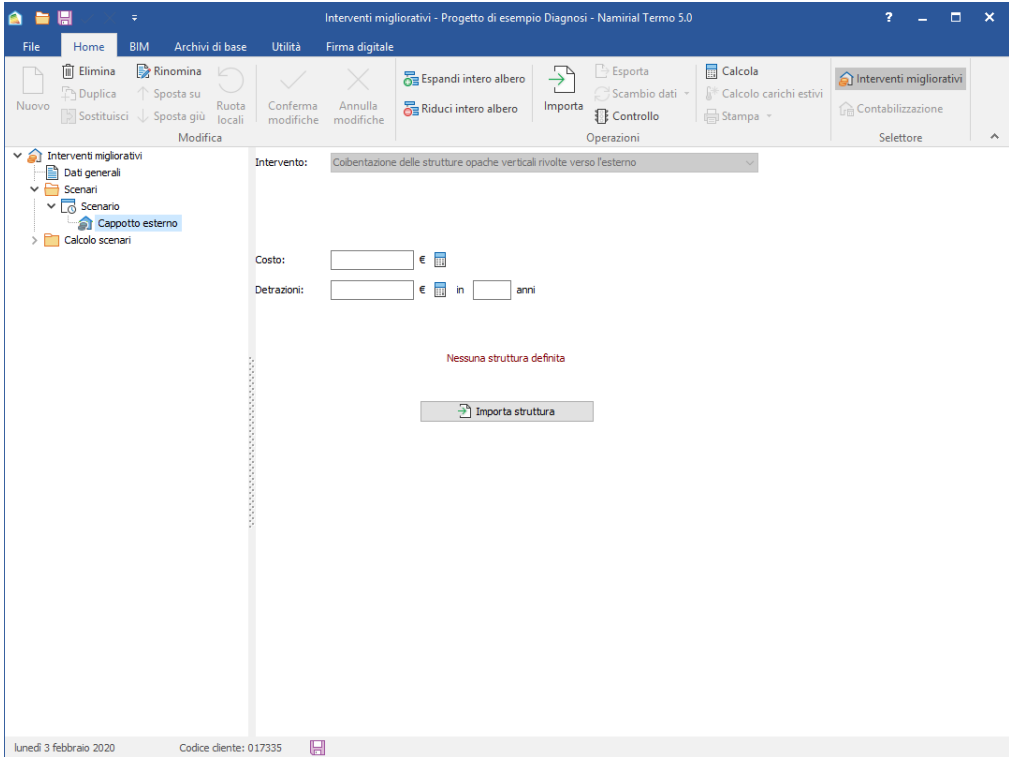 Interventi migliorativi - Progetto di esempio Diagnosi - Namirial Termo 5.0
?
File Home BIM Archivi di base Utilità Firma digitale
Nuovo
Elimina
Duplica
Sostituisci
Rinomina
Sposta su
Sposta giù
Ruota
locali
Conferma
modifiche
Annulla
modifiche
Modifica
Espandi intero albero
Riduci intero albero
Importa
Esporta
Scambio dati
Controllo
Calcola
Calcolo carichi estivi
Stampa
Operazioni
Interventi migliorativi
Contabilizzazione
Selettore
Interventi migliorativi
Dati generali
Scenari
Scenario
Cappotto esterno
Calcolo scenari
Intervento: Coibentazione delle strutture opache verticali rivolte verso l'esterno
Costo: €
Detrazioni: € in anni
Nessuna struttura definita
Importa struttura
lunedì 3 febbraio 2020 Codice cliente: 017335